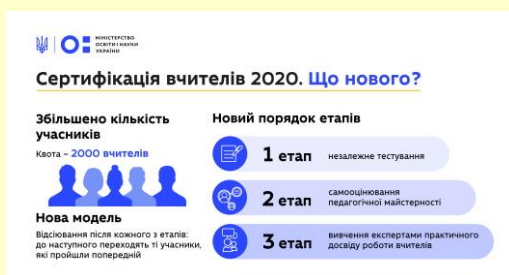 МІНІСТЕРСТВО
ОСВІТИ І НАУКИ
УКРАЇНИ
Сертифікація вчителів 2020. Що нового?
Збільшено кількість
учасників
Квота – 2000 вчителів
Нова модель
Відсіювання після кожного з етапів:
до наступного переходять ті учасники,
які пройшли попередній
Новий порядок етапів
1 етап незалежне тестування
2 етап самооцінювання
педагогічної майстерності
3 етап вивчення експертами практичного
досвіду роботи вчителів